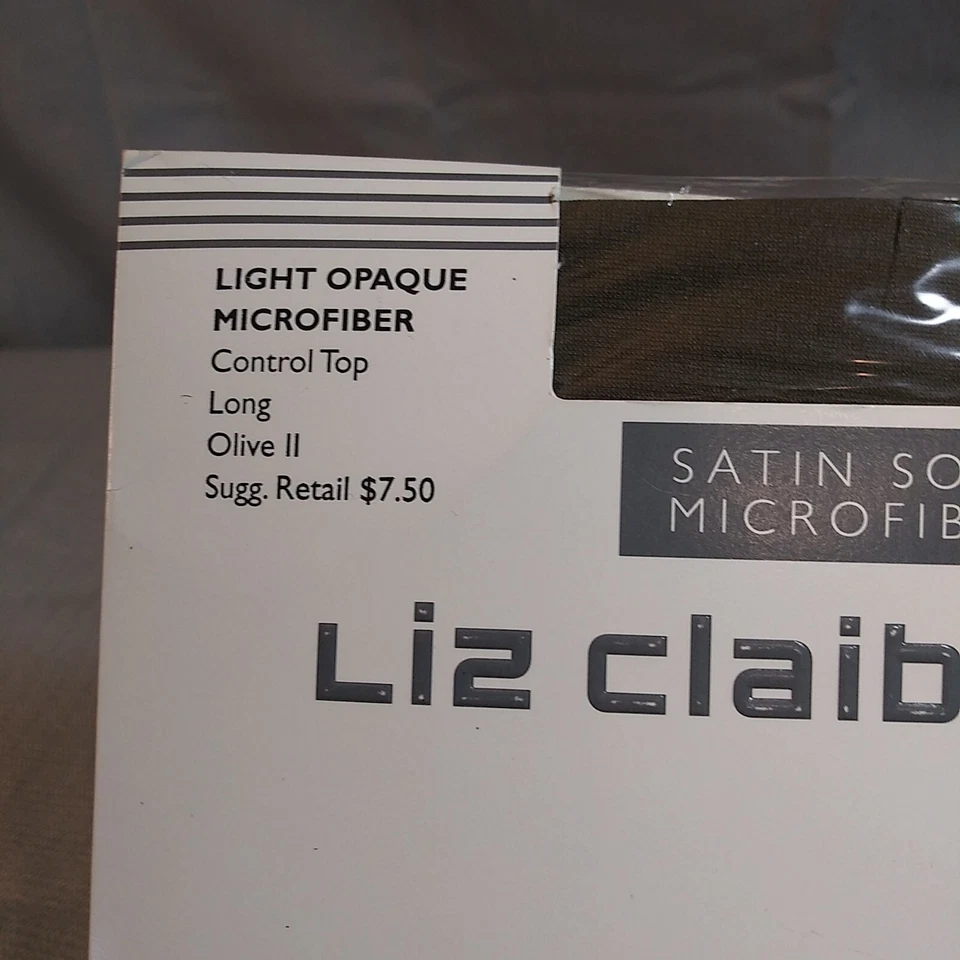 LIGHT OPAQUE
MICROFIBER
Control Top
Long
Olive II
Sugg. Retail $7.50
SATIN SO
MICROFIB
Liz claib